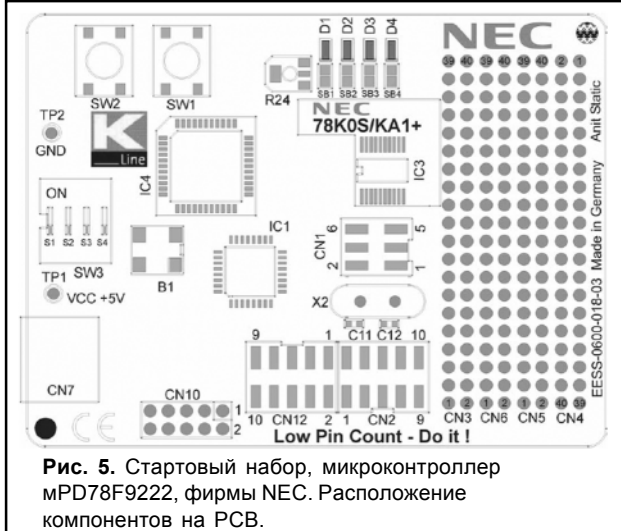 D1 D2 D3 D4
NEC
39 40 39 40 39 40 2 1
SW2 SW1
R24
SB1 SB2 SB3 SB4
NEC
78K0S/KA1+
TP2
GND
K
Line
IC4
IC3
Anit Static
ON
S1 S2 S3 S4
SW3
IC1
6 5
CN1
2 1
B1
TP1
VCC +5V
X2
EESS-0600-018-03 Made in Germany
9 1 C11 C12 10
CN7
CN10
1
2
10 CN12 2 1 CN2 9
1 2 1 2 1 2 40 39
CN3 CN6 CN5 CN4
CE
Low Pin Count - Do it !
Рис. 5. Стартовый набор, микроконтроллер
мPD78F9222, фирмы NEC. Расположение
компонентов на PCB.